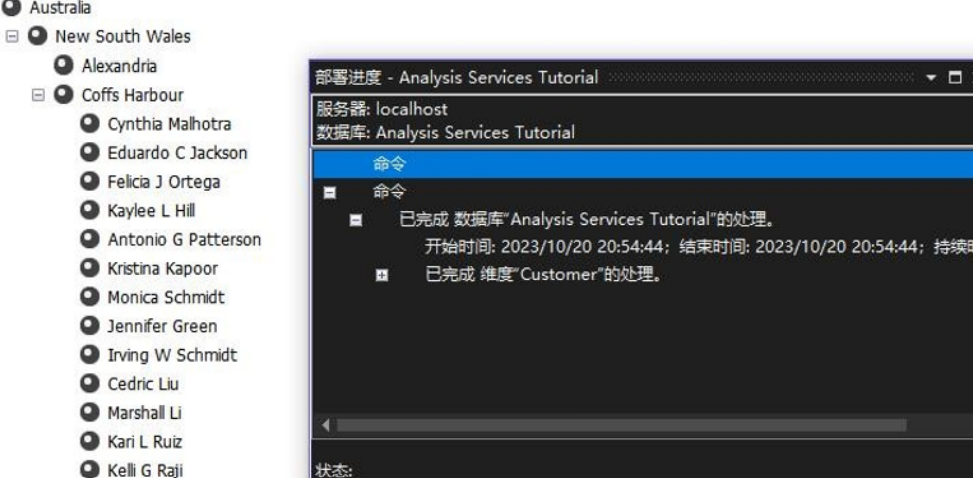 Australia
New South Wales
Alexandria
Coffs Harbour
Cynthia Malhotra
Eduardo C Jackson
Felicia J Ortega
Kaylee L Hill
Antonio G Patterson
Kristina Kapoor
Monica Schmidt
Jennifer Green
Irving W Schmidt
Cedric Liu
Marshall Li
Kari L Ruiz
Kelli G Raji
部署进度 - Analysis Services Tutorial
服务器: localhost
数据库: Analysis Services Tutorial
命令
命令
已完成 数据库“Analysis Services Tutorial”的处理。
开始时间: 2023/10/20 20:54:44；结束时间: 2023/10/20 20:54:44；持续时
已完成 维度“Customer”的处理。
状态: